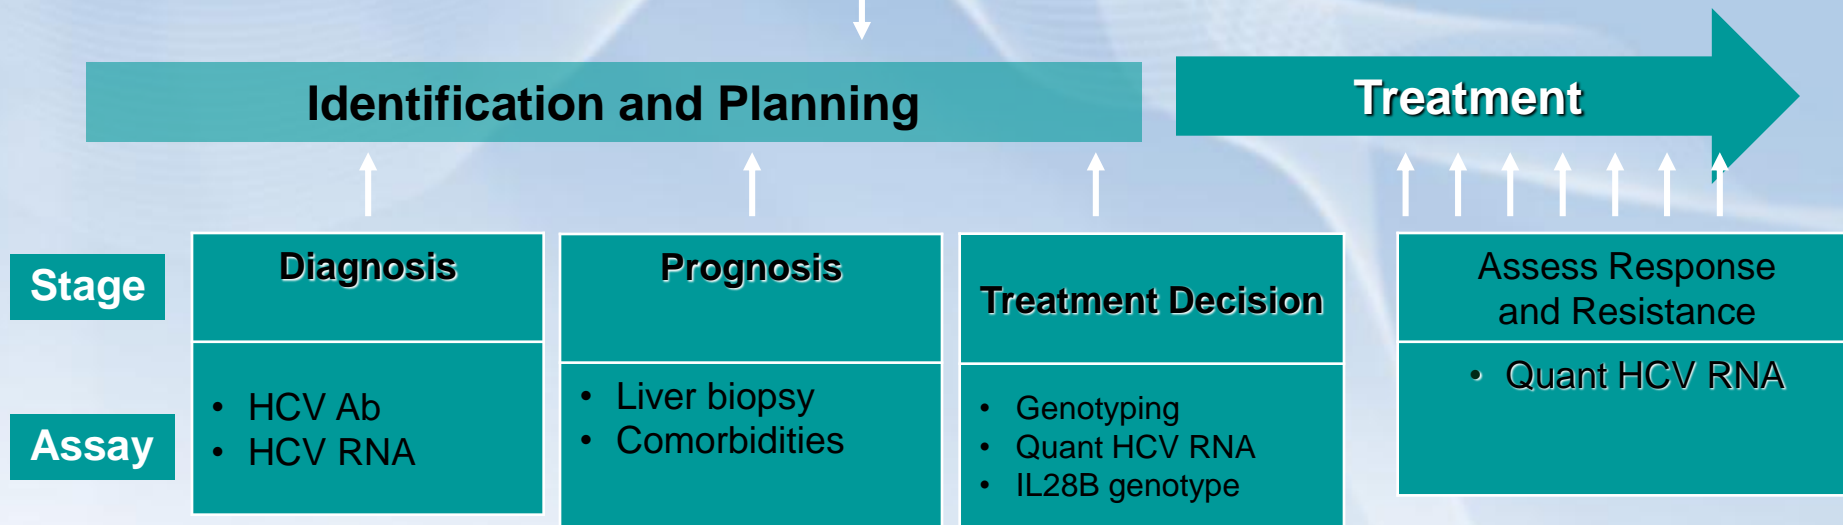 Identification and Planning
Treatment
Stage
Diagnosis
Prognosis
Treatment Decision
Assess Response
and Resistance
Assay
• HCV Ab
• HCV RNA
• Liver biopsy
• Comorbidities
• Genotyping
• Quant HCV RNA
• IL28B genotype
• Quant HCV RNA